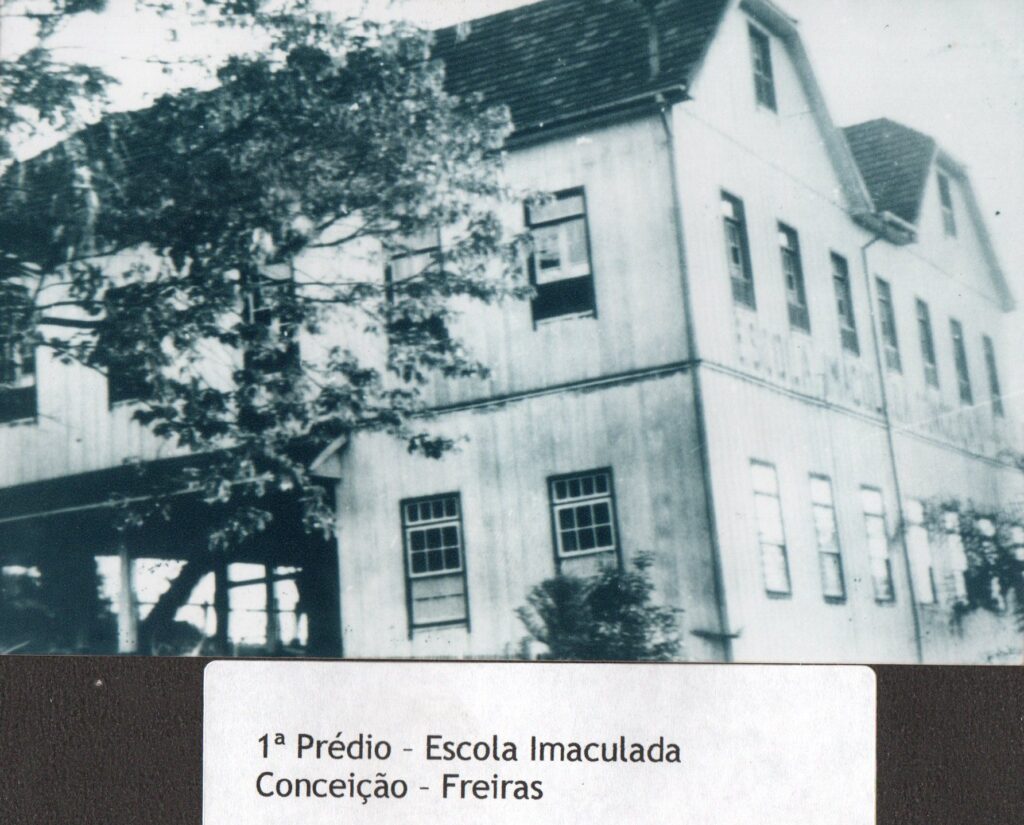 1ª Prédio – Escola Imaculada
Conceição – Freiras